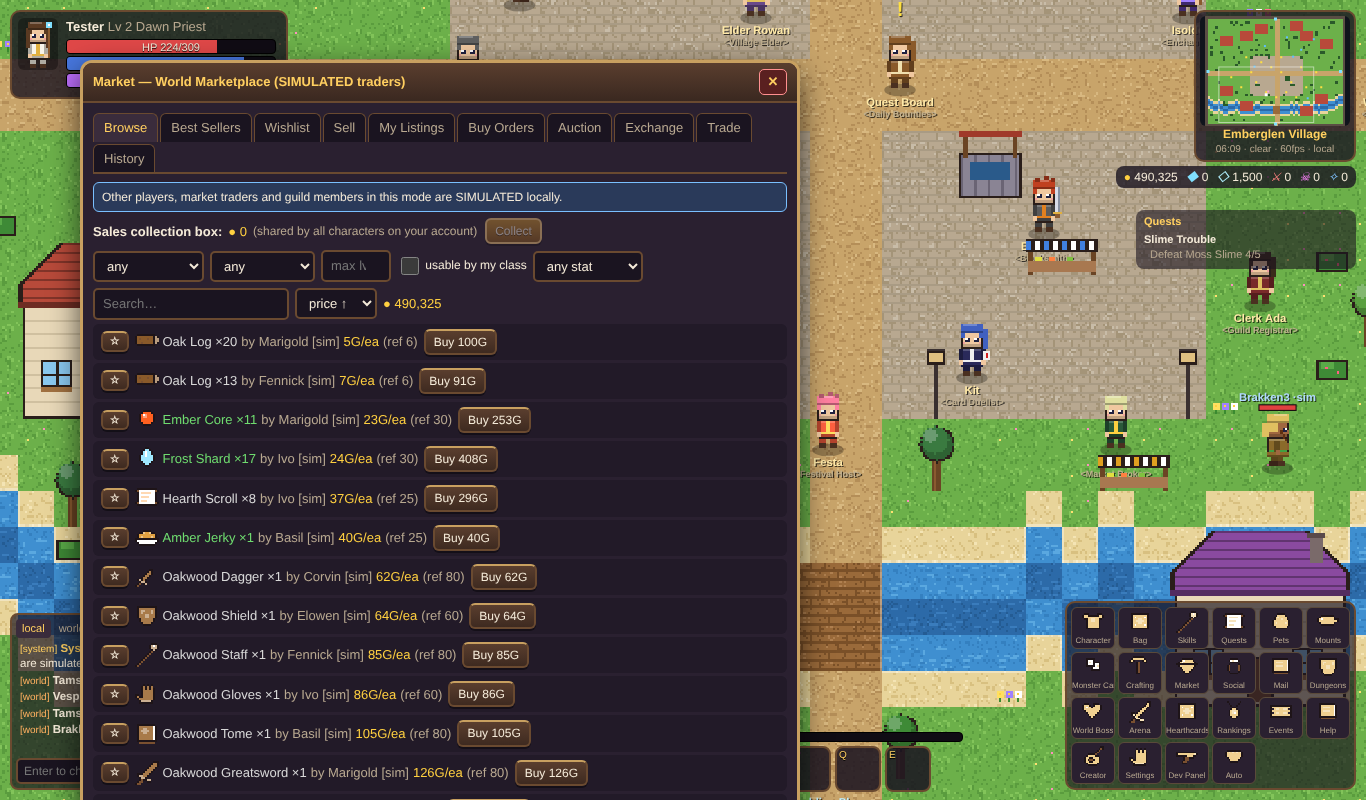 Tester Lv 2 Dawn Priest
HP 224/309
Elder Rowan
<Village Elder>
!
Quest Board
<Daily Bounties>
Emberglen Village
06:09 · clear · 60fps · local
490,325 0 1,500 0 0 0
Quests
Slime Trouble
Defeat Moss Slime 4/5
Clerk Ada
<Guild Registrar>
Kit
<Card Duelist>
Brakken3 ·sim
Festa
Festival Host>
Market — World Marketplace (SIMULATED traders)
✕
Browse Best Sellers Wishlist Sell My Listings Buy Orders Auction Exchange Trade
History
Other players, market traders and guild members in this mode are SIMULATED locally.
Sales collection box: 0 (shared by all characters on your account) Collect
any any usable by my class any stat
Search… price ↑ 490,325
☆ Oak Log ×20 by Marigold [sim] 5G/ea (ref 6) Buy 100G
☆ Oak Log ×13 by Fennick [sim] 7G/ea (ref 6) Buy 91G
☆ Ember Core ×11 by Marigold [sim] 23G/ea (ref 30) Buy 253G
☆ Frost Shard ×17 by Ivo [sim] 24G/ea (ref 30) Buy 408G
☆ Hearth Scroll ×8 by Ivo [sim] 37G/ea (ref 25) Buy 296G
☆ Amber Jerky ×1 by Basil [sim] 40G/ea (ref 25) Buy 40G
☆ Oakwood Dagger ×1 by Corvin [sim] 62G/ea (ref 80) Buy 62G
☆ Oakwood Shield ×1 by Elowen [sim] 64G/ea (ref 60) Buy 64G
☆ Oakwood Staff ×1 by Fennick [sim] 85G/ea (ref 80) Buy 85G
☆ Oakwood Gloves ×1 by Ivo [sim] 86G/ea (ref 60) Buy 86G
☆ Oakwood Tome ×1 by Basil [sim] 105G/ea (ref 80) Buy 105G
☆ Oakwood Greatsword ×1 by Marigold [sim] 126G/ea (ref 80) Buy 126G
local
[system] Sys
are simulate
[world] Tams
[world] Vesp
[world] Tams
[world] Brak
Enter to ch
Q E
Character Bag Skills Quests Pets Mounts
Monster Ca Crafting Market Social Mail Dungeons
World Boss Arena Hearthcards Rankings Events Help
Creator Settings Dev Panel Auto